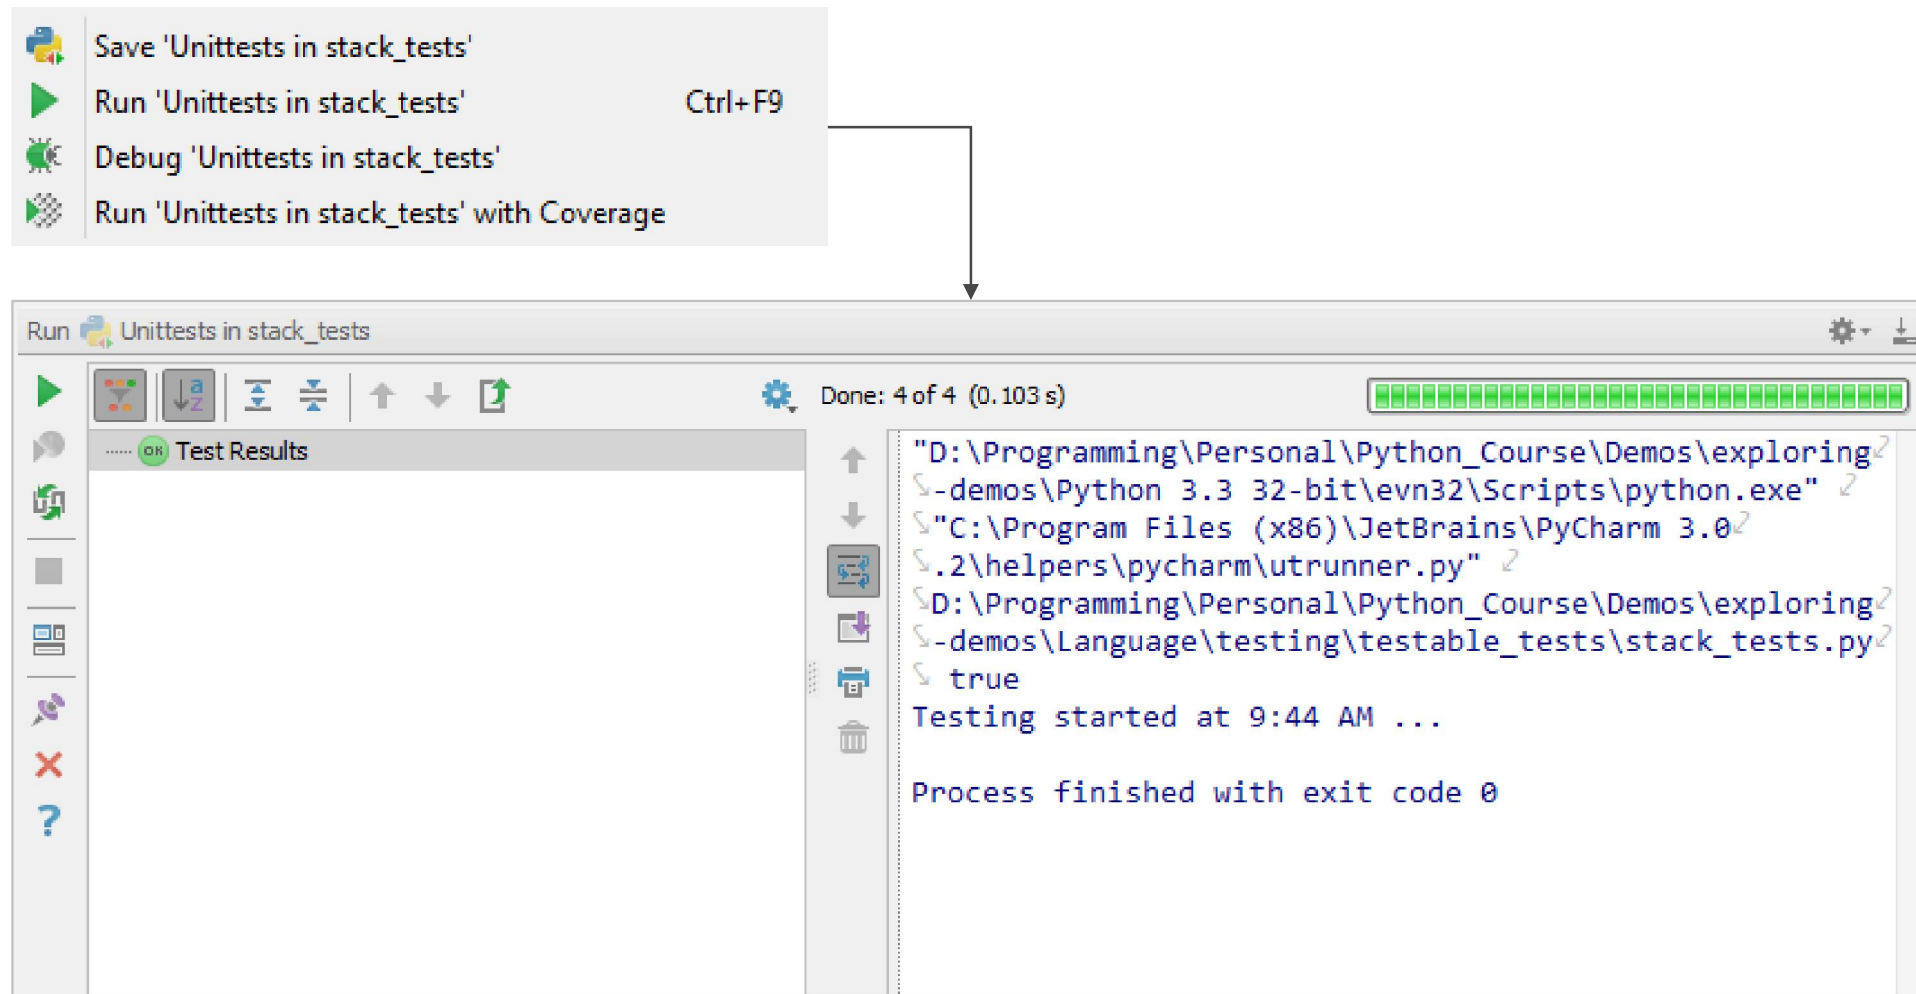 Save 'Unittests in stack_tests'
Run 'Unittests in stack_tests' Ctrl+F9
Debug 'Unittests in stack_tests'
Run 'Unittests in stack_tests' with Coverage
Run Unittests in stack_tests
Done: 4 of 4 (0.103 s)
OK Test Results
"D:\Programming\Personal\Python_Course\Demos\exploring
-demos\Python 3.3 32-bit\evn32\Scripts\python.exe"
"C:\Program Files (x86)\JetBrains\PyCharm 3.0
.2\helpers\pycharm\utrunner.py"
D:\Programming\Personal\Python_Course\Demos\exploring
-demos\Language\testing\testable_tests\stack_tests.py
true
Testing started at 9:44 AM ...
Process finished with exit code 0